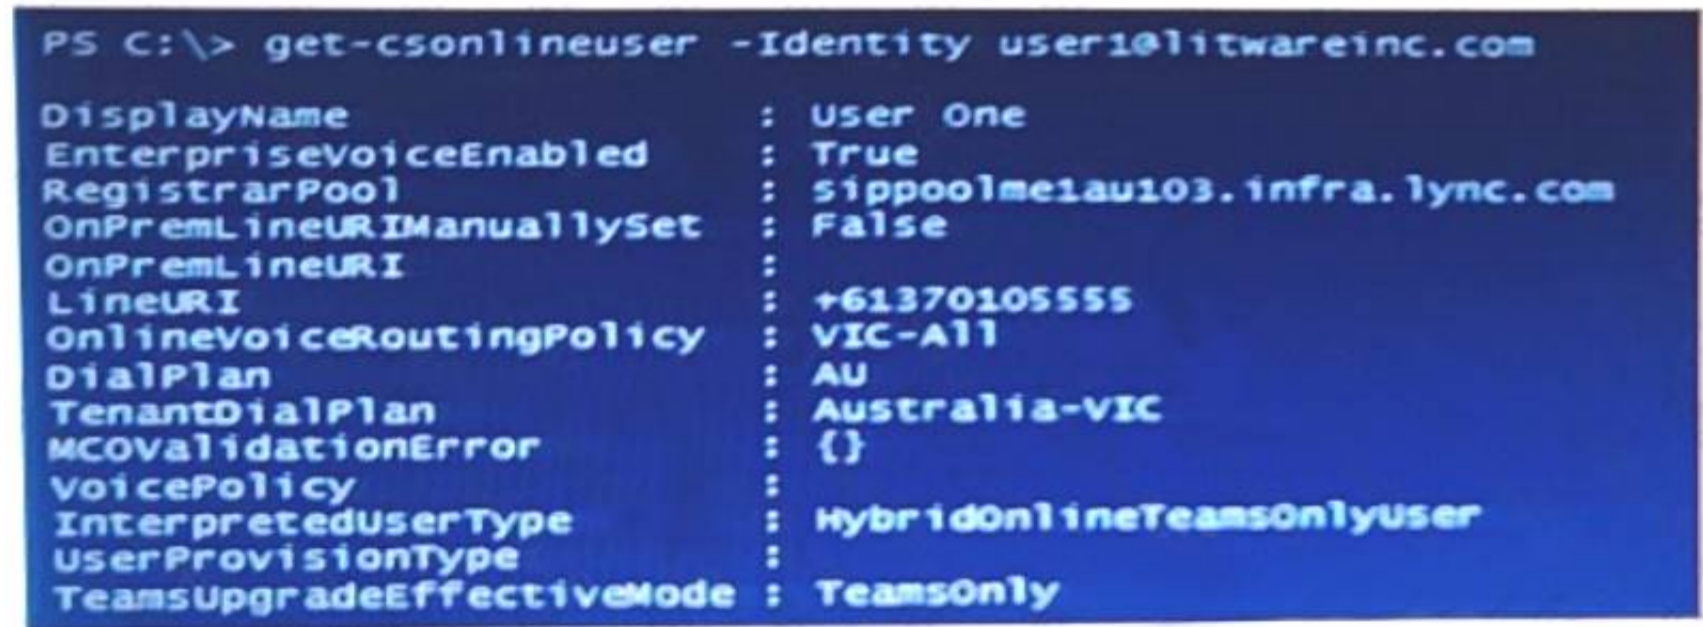 PS C:\> get-csonlineuser -Identity user1@litwareinc.com
DisplayName : User One
EnterpriseVoiceEnabled : True
RegistrarPool : sippoolme1au103.infra.lync.com
OnPremLineURIManuallySet : False
OnPremLineURI :
LineURI : +61370105555
OnlineVoiceRoutingPolicy : VIC-All
DialPlan : AU
TenantDialPlan : Australia-VIC
MCOValidationError : {}
VoicePolicy :
InterpretedUserType : HybridOnlineTeamsOnlyUser
UserProvisionType :
TeamsUpgradeEffectiveMode : TeamsOnly